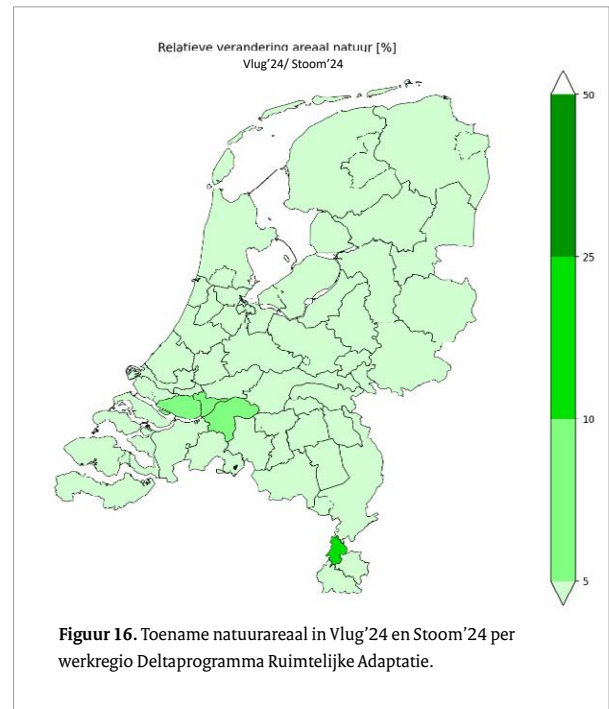 Relatieve verandering areaal natuur [%]
Vlug’24/ Stoom’24
50
25
10
5
Figuur 16. Toename natuurareaal in Vlug’24 en Stoom’24 per
werkregio Deltaprogramma Ruimtelijke Adaptatie.